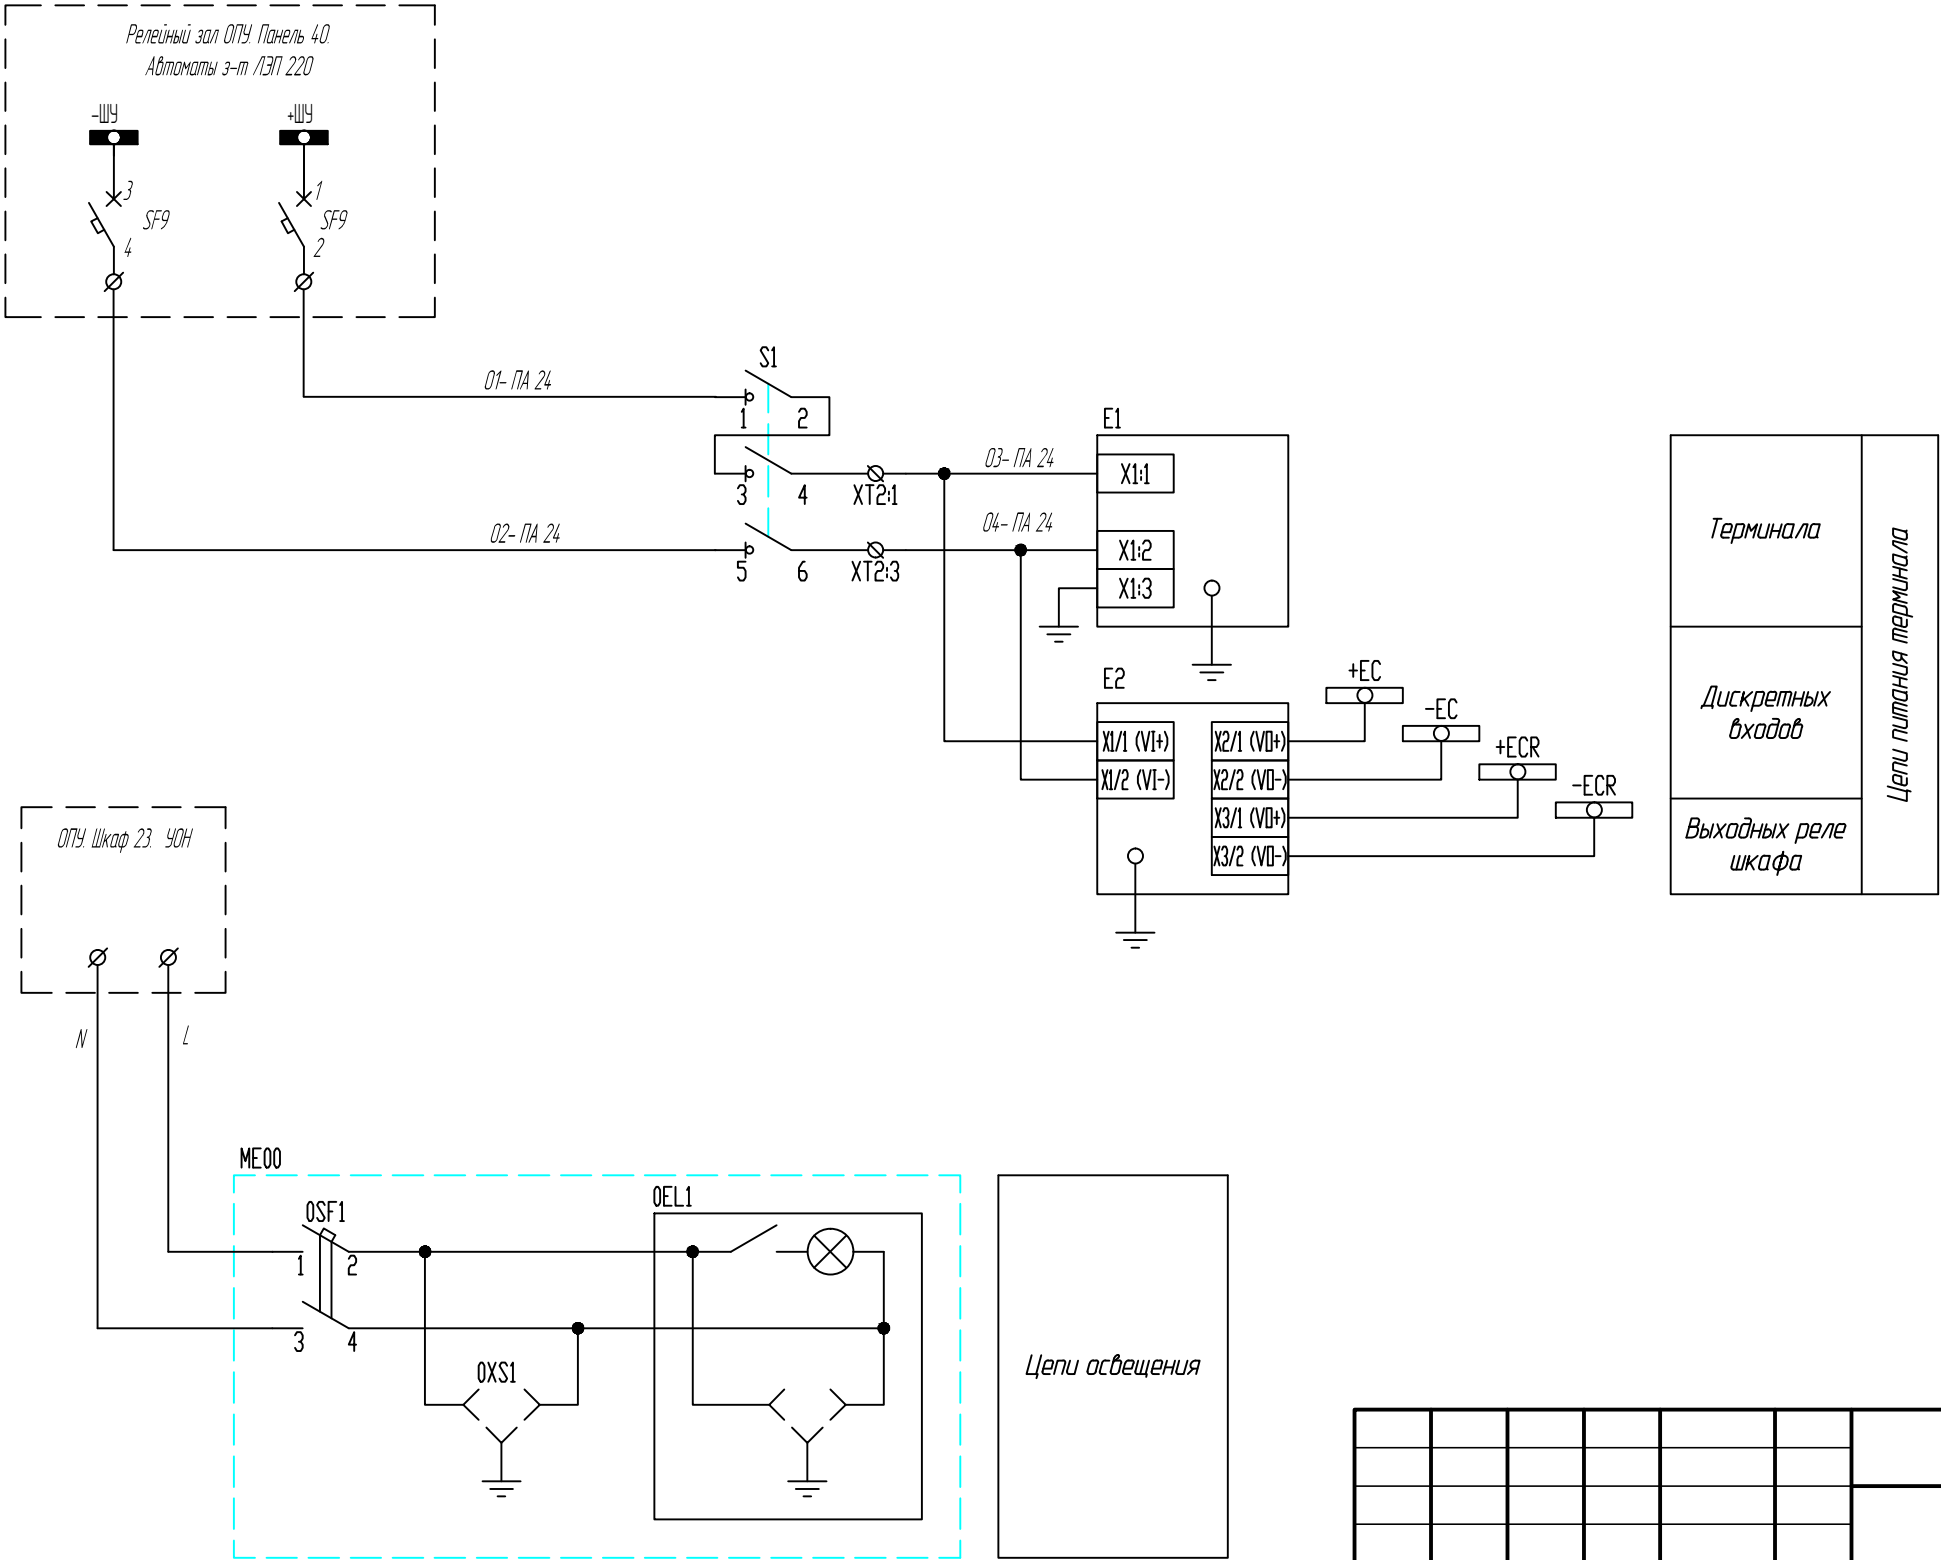 Релейный зал ОПУ. Панель 40.
Автоматы з-т ЛЭП 220
-ШУ
+ШУ
3
1
SF9
SF9
4
2
S1
01- ПА 24
1
2
E1
03- ПА 24
X1:1
3
4
XT2:1
02- ПА 24
04- ПА 24
X1:2
5
6
XT2:3
X1:3
Терминала
Цепи питания терминала
E2
+EC
-EC
+ECR
-ECR
X1/1 (VI+)
X2/1 (VO+)
X1/2 (VI-)
X2/2 (VO-)
X3/1 (VO+)
X3/2 (VO-)
Дискретных
входов
Выходных реле
шкафа
ОПУ. Шкаф 23. УОН
N
L
ME00
0SF1
0EL1
1
2
3
4
0XS1
Цепи освещения